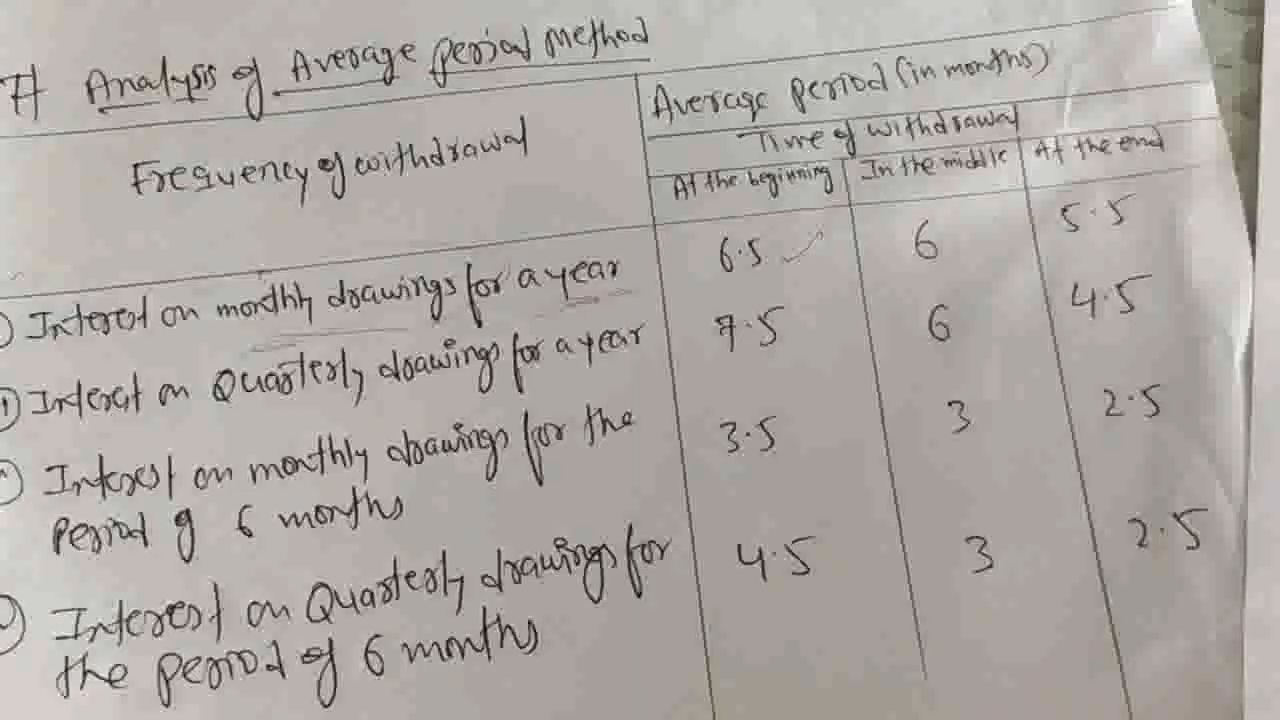 7) Analysis of Average period Method
Frequency of withdrawal
Average period (in months)
Time of withdrawal
At the beginning In the middle At the end
Interest on monthly drawings for a year 6.5 6 5.5
Interest on Quarterly drawings for a year 7.5 6 4.5
Interest on monthly drawings for the 3.5 3 2.5
period of 6 months
Interest on Quarterly drawings for 4.5 3 2.5
the period of 6 months